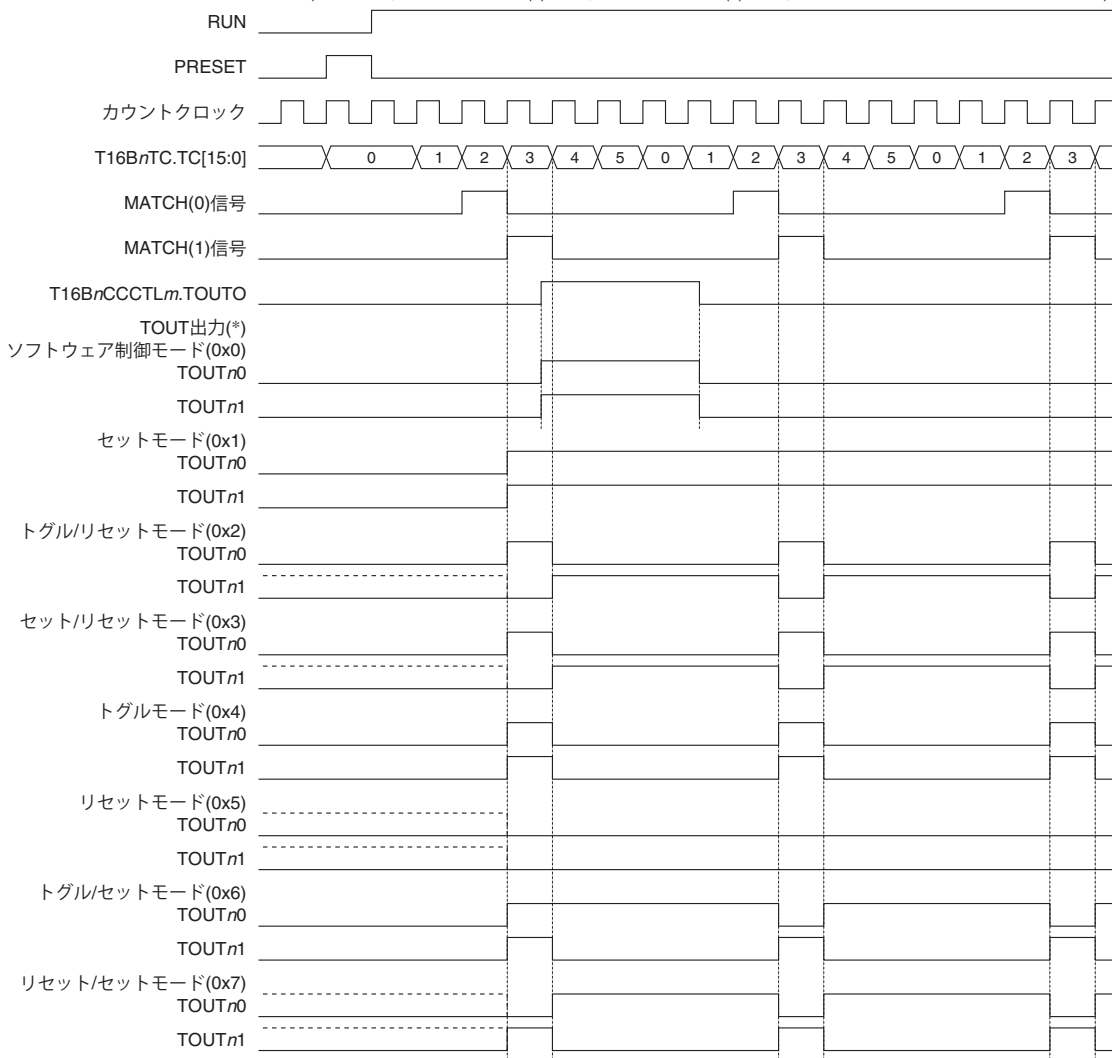 RUN
PRESET
カウントクロック
T16BnTC.TC[15:0] 0 1 2 3 4 5 0 1 2 3 4 5 0 1 2 3
MATCH(0)信号
MATCH(1)信号
T16BnCCCTLm.TOUTO
TOUT出力(*)
ソフトウェア制御モード(0x0)
TOUTn0
TOUTn1
セットモード(0x1)
TOUTn0
TOUTn1
トグル/リセットモード(0x2)
TOUTn0
TOUTn1
セット/リセットモード(0x3)
TOUTn0
TOUTn1
トグルモード(0x4)
TOUTn0
TOUTn1
リセットモード(0x5)
TOUTn0
TOUTn1
トグル/セットモード(0x6)
TOUTn0
TOUTn1
リセット/セットモード(0x7)
TOUTn0
TOUTn1